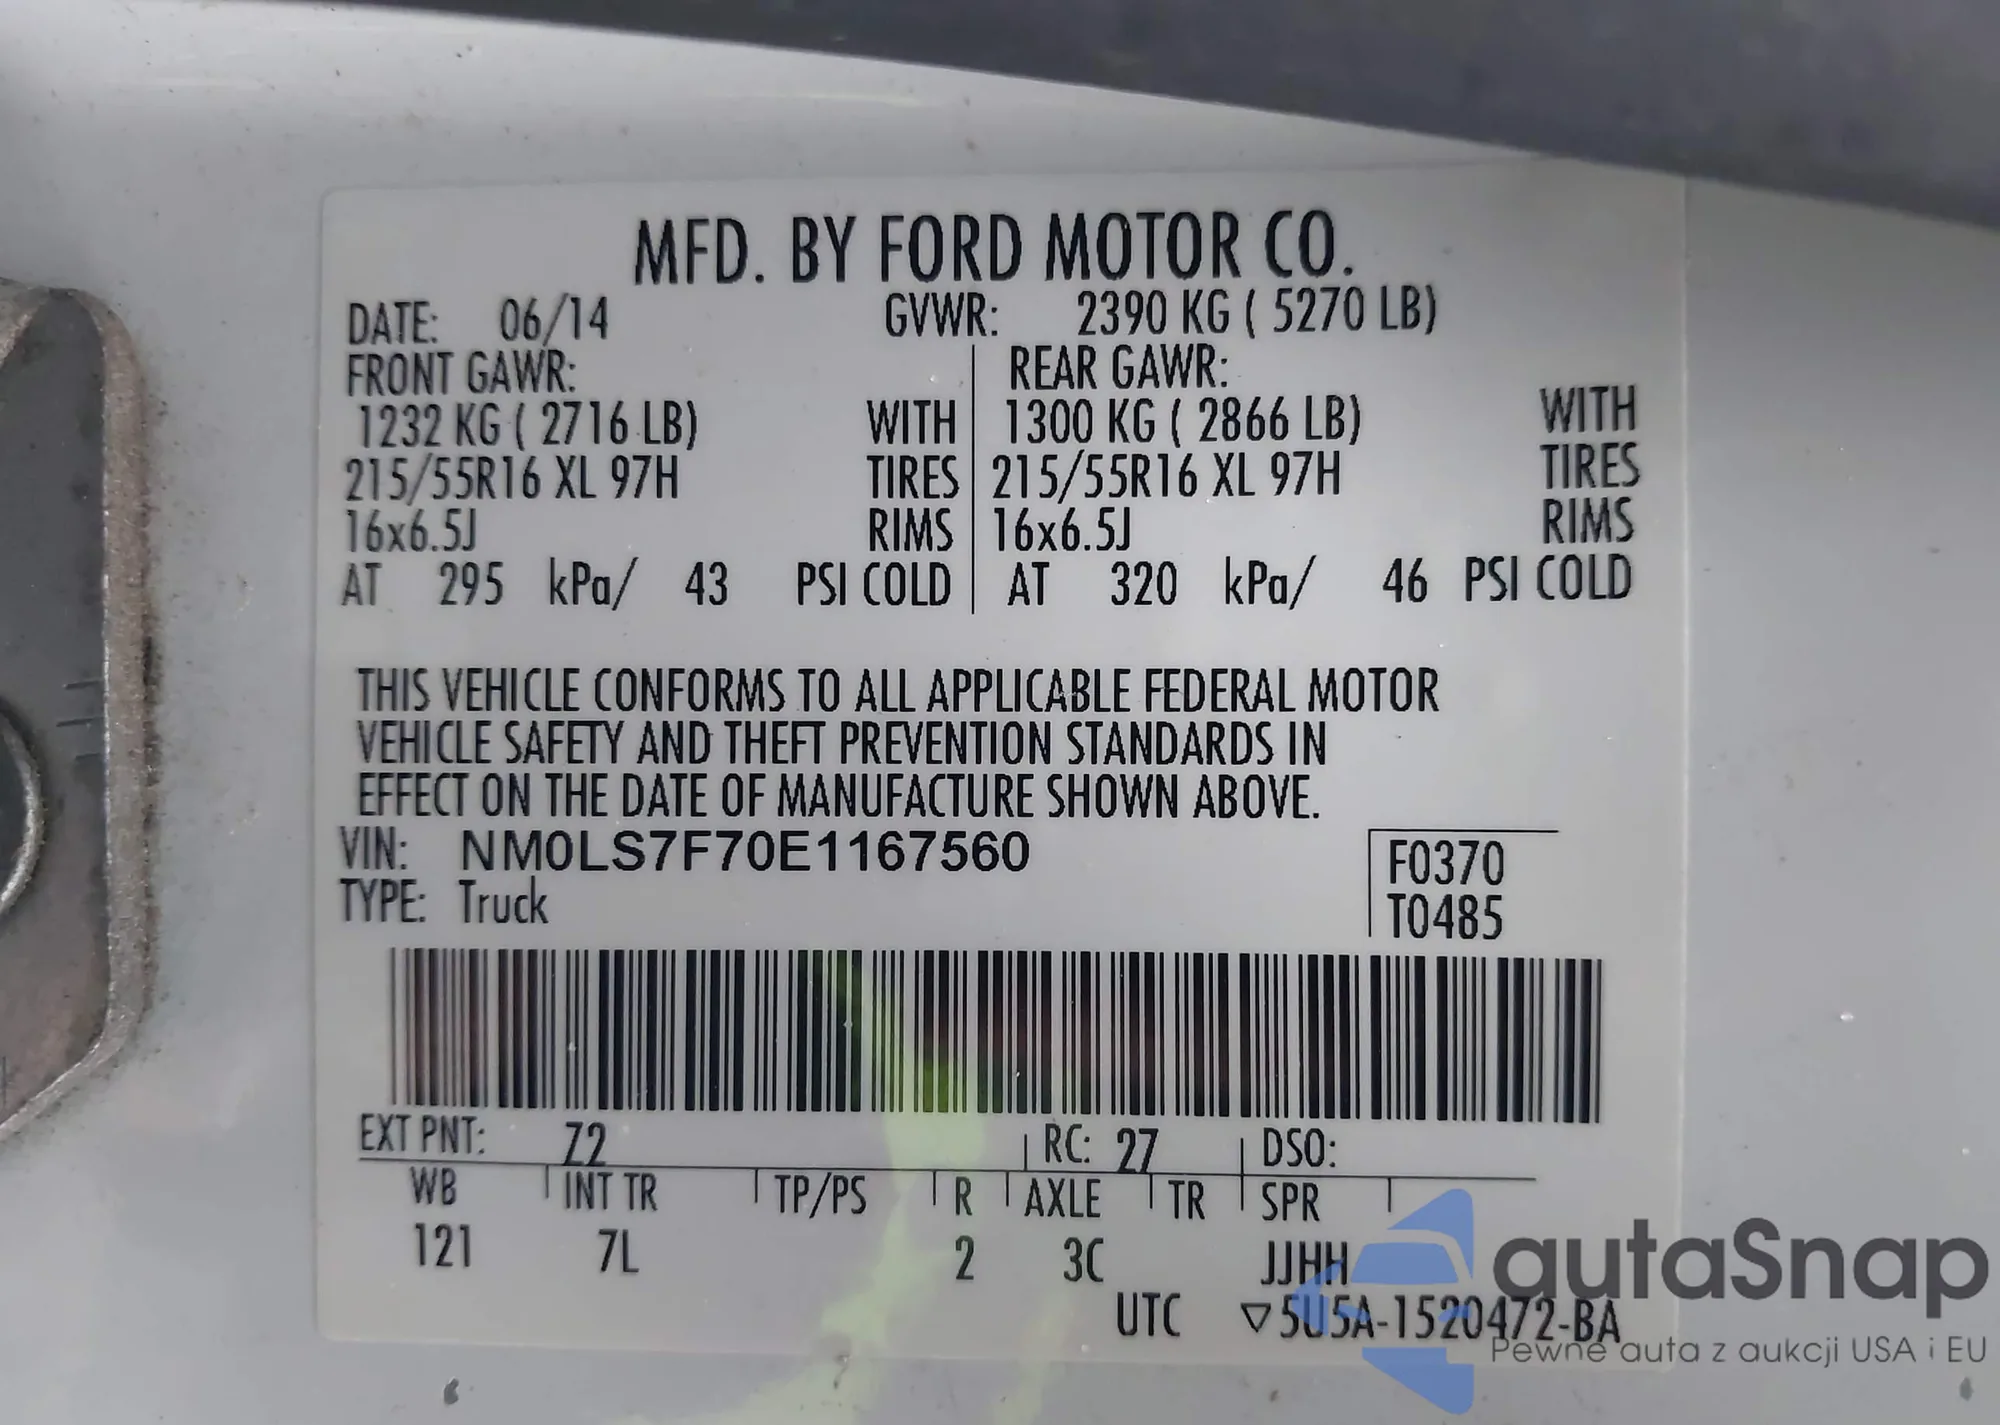 MFD. BY FORD MOTOR CO.
DATE: 06/14 GVWR: 2390 KG ( 5270 LB)
FRONT GAWR: REAR GAWR:
1232 KG ( 2716 LB) WITH 1300 KG ( 2866 LB) WITH
215/55R16 XL 97H TIRES 215/55R16 XL 97H TIRES
16x6.5J RIMS 16x6.5J RIMS
AT 295 kPa/ 43 PSI COLD AT 320 kPa/ 46 PSI COLD
THIS VEHICLE CONFORMS TO ALL APPLICABLE FEDERAL MOTOR
VEHICLE SAFETY AND THEFT PREVENTION STANDARDS IN
EFFECT ON THE DATE OF MANUFACTURE SHOWN ABOVE.
VIN: NM0LS7F70E1167560 F0370
TYPE: Truck T0485
EXT PNT: Z2 RC: 27 DSO:
WB INT TR TP/PS R AXLE TR SPR
121 7L 2 3C JJHH
UTC ▽5U5A-1520472-BA
autaSnap
Pewne auta z aukcji USA i EU